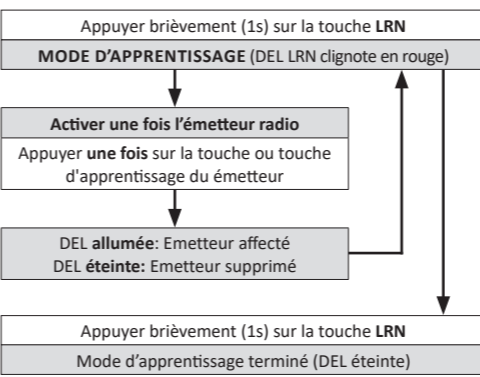 Appuyer brièvement (1s) sur la touche LRN
MODE D'APPRENTISSAGE (DEL LRN clignote en rouge)
Activer une fois l'émetteur radio
Appuyer une fois sur la touche ou touche
d'apprentissage du émetteur
DEL allumée: Emetteur affecté
DEL éteinte: Emetteur supprimé
Appuyer brièvement (1s) sur la touche LRN
Mode d'apprentissage terminé (DEL éteinte)